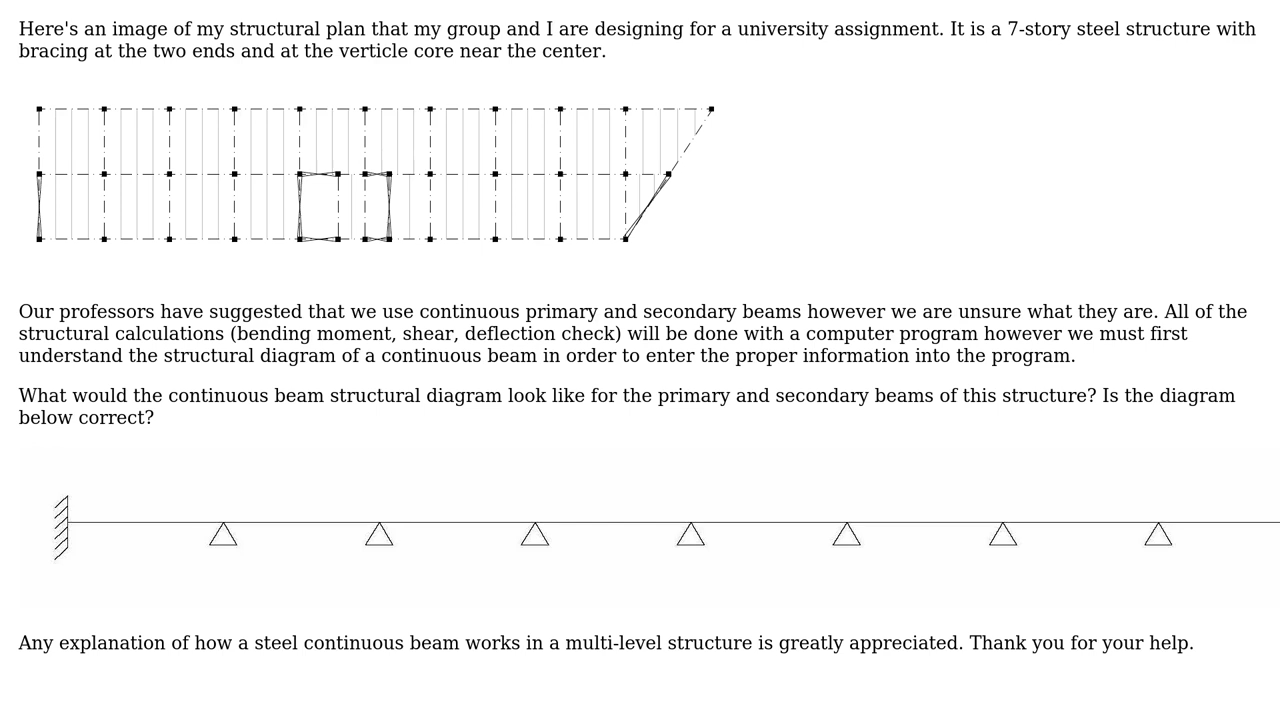 Here's an image of my structural plan that my group and I are designing for a university assignment. It is a 7-story steel structure with
bracing at the two ends and at the verticle core near the center.
Our professors have suggested that we use continuous primary and secondary beams however we are unsure what they are. All of the
structural calculations (bending moment, shear, deflection check) will be done with a computer program however we must first
understand the structural diagram of a continuous beam in order to enter the proper information into the program.
What would the continuous beam structural diagram look like for the primary and secondary beams of this structure? Is the diagram
below correct?
Any explanation of how a steel continuous beam works in a multi-level structure is greatly appreciated. Thank you for your help.